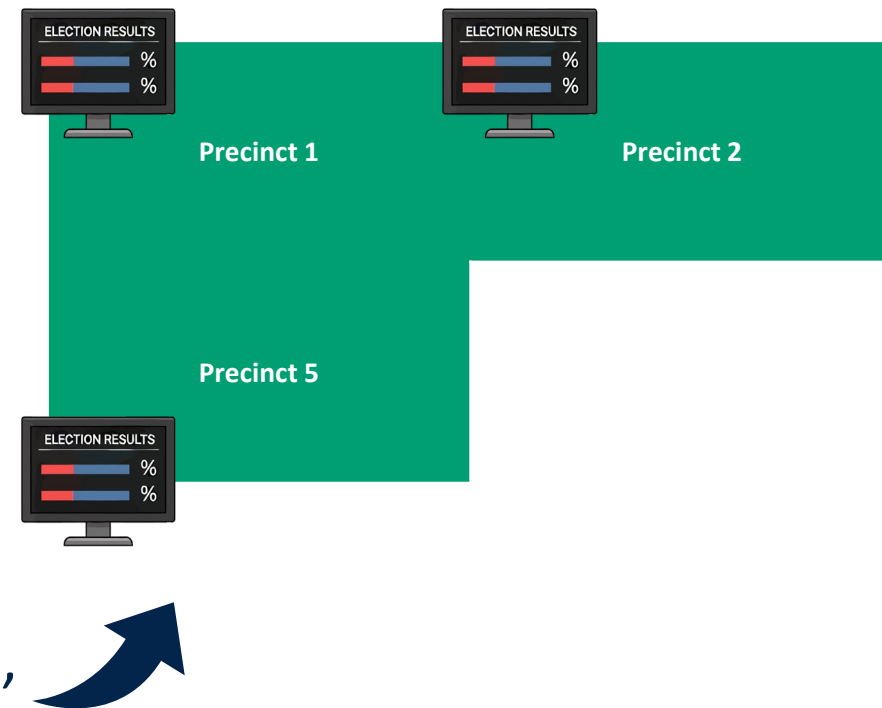 ELECTION RESULTS
%
%
ELECTION RESULTS
%
%
Precinct 1
Precinct 2
Precinct 5
ELECTION RESULTS
%
%
,